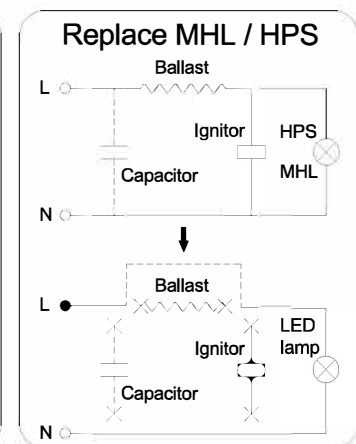 Replace MHL / HPS
Ballast
L
Ignitor
HPS
MHL
Capacitor
N
Ballast
L
LED
lamp
Ignitor
Capacitor
N